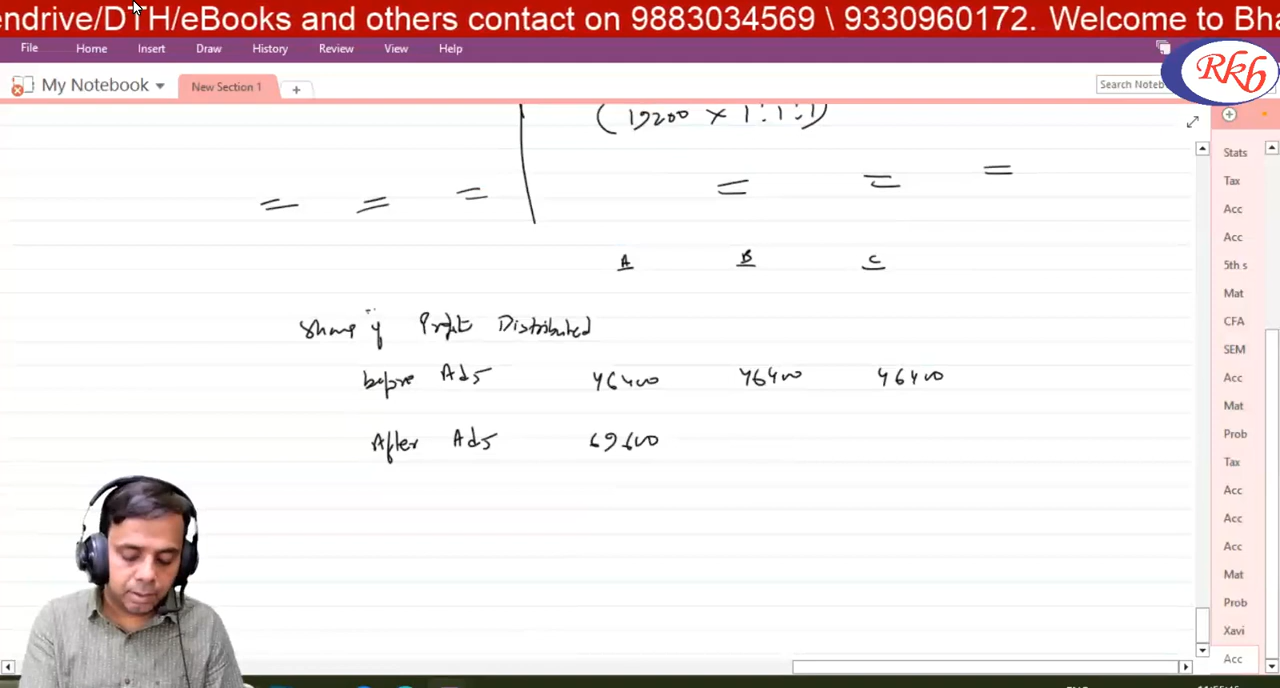 endrive/DTH/eBooks and others contact on 9883034569 \ 9330960172. Welcome to Bha
File Home Insert Draw History Review View Help
Rkb
My Notebook New Section 1 + Search Noteb
(19200 × 1:1:1)
= = = = = =
A B C
Share of Profit Distributed
before Adj 46400 46400 46400
After Adj 69600
Stats
Tax
Acc
Acc
5th s
Mat
CFA
SEM
Acc
Mat
Prob
Tax
Acc
Acc
Acc
Mat
Prob
Xavi
Acc